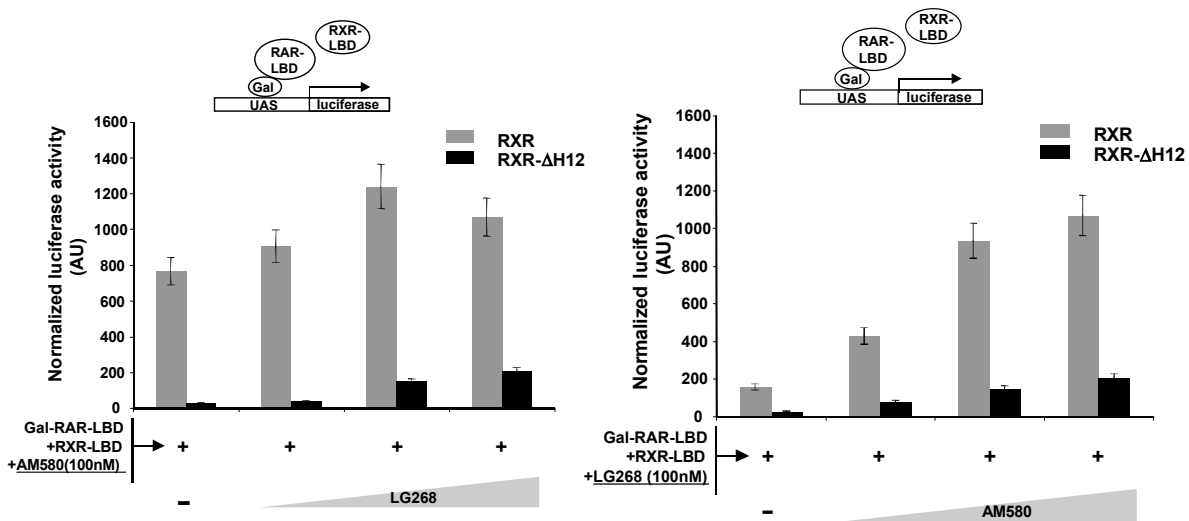 RXR-
LBD
RAR-
LBD
Gal
UAS
luciferase
1600
1400
1200
1000
800
600
400
200
0
Normalized luciferase activity
(AU)
RXR
RXR-ΔH12
Gal-RAR-LBD
+RXR-LBD
+AM580(100nM)
+ + + +
–
LG268
RXR-
LBD
RAR-
LBD
Gal
UAS
luciferase
1600
1400
1200
1000
800
600
400
200
0
Normalized luciferase activity
(AU)
RXR
RXR-ΔH12
Gal-RAR-LBD
+RXR-LBD
+LG268 (100nM)
+ + + +
–
AM580